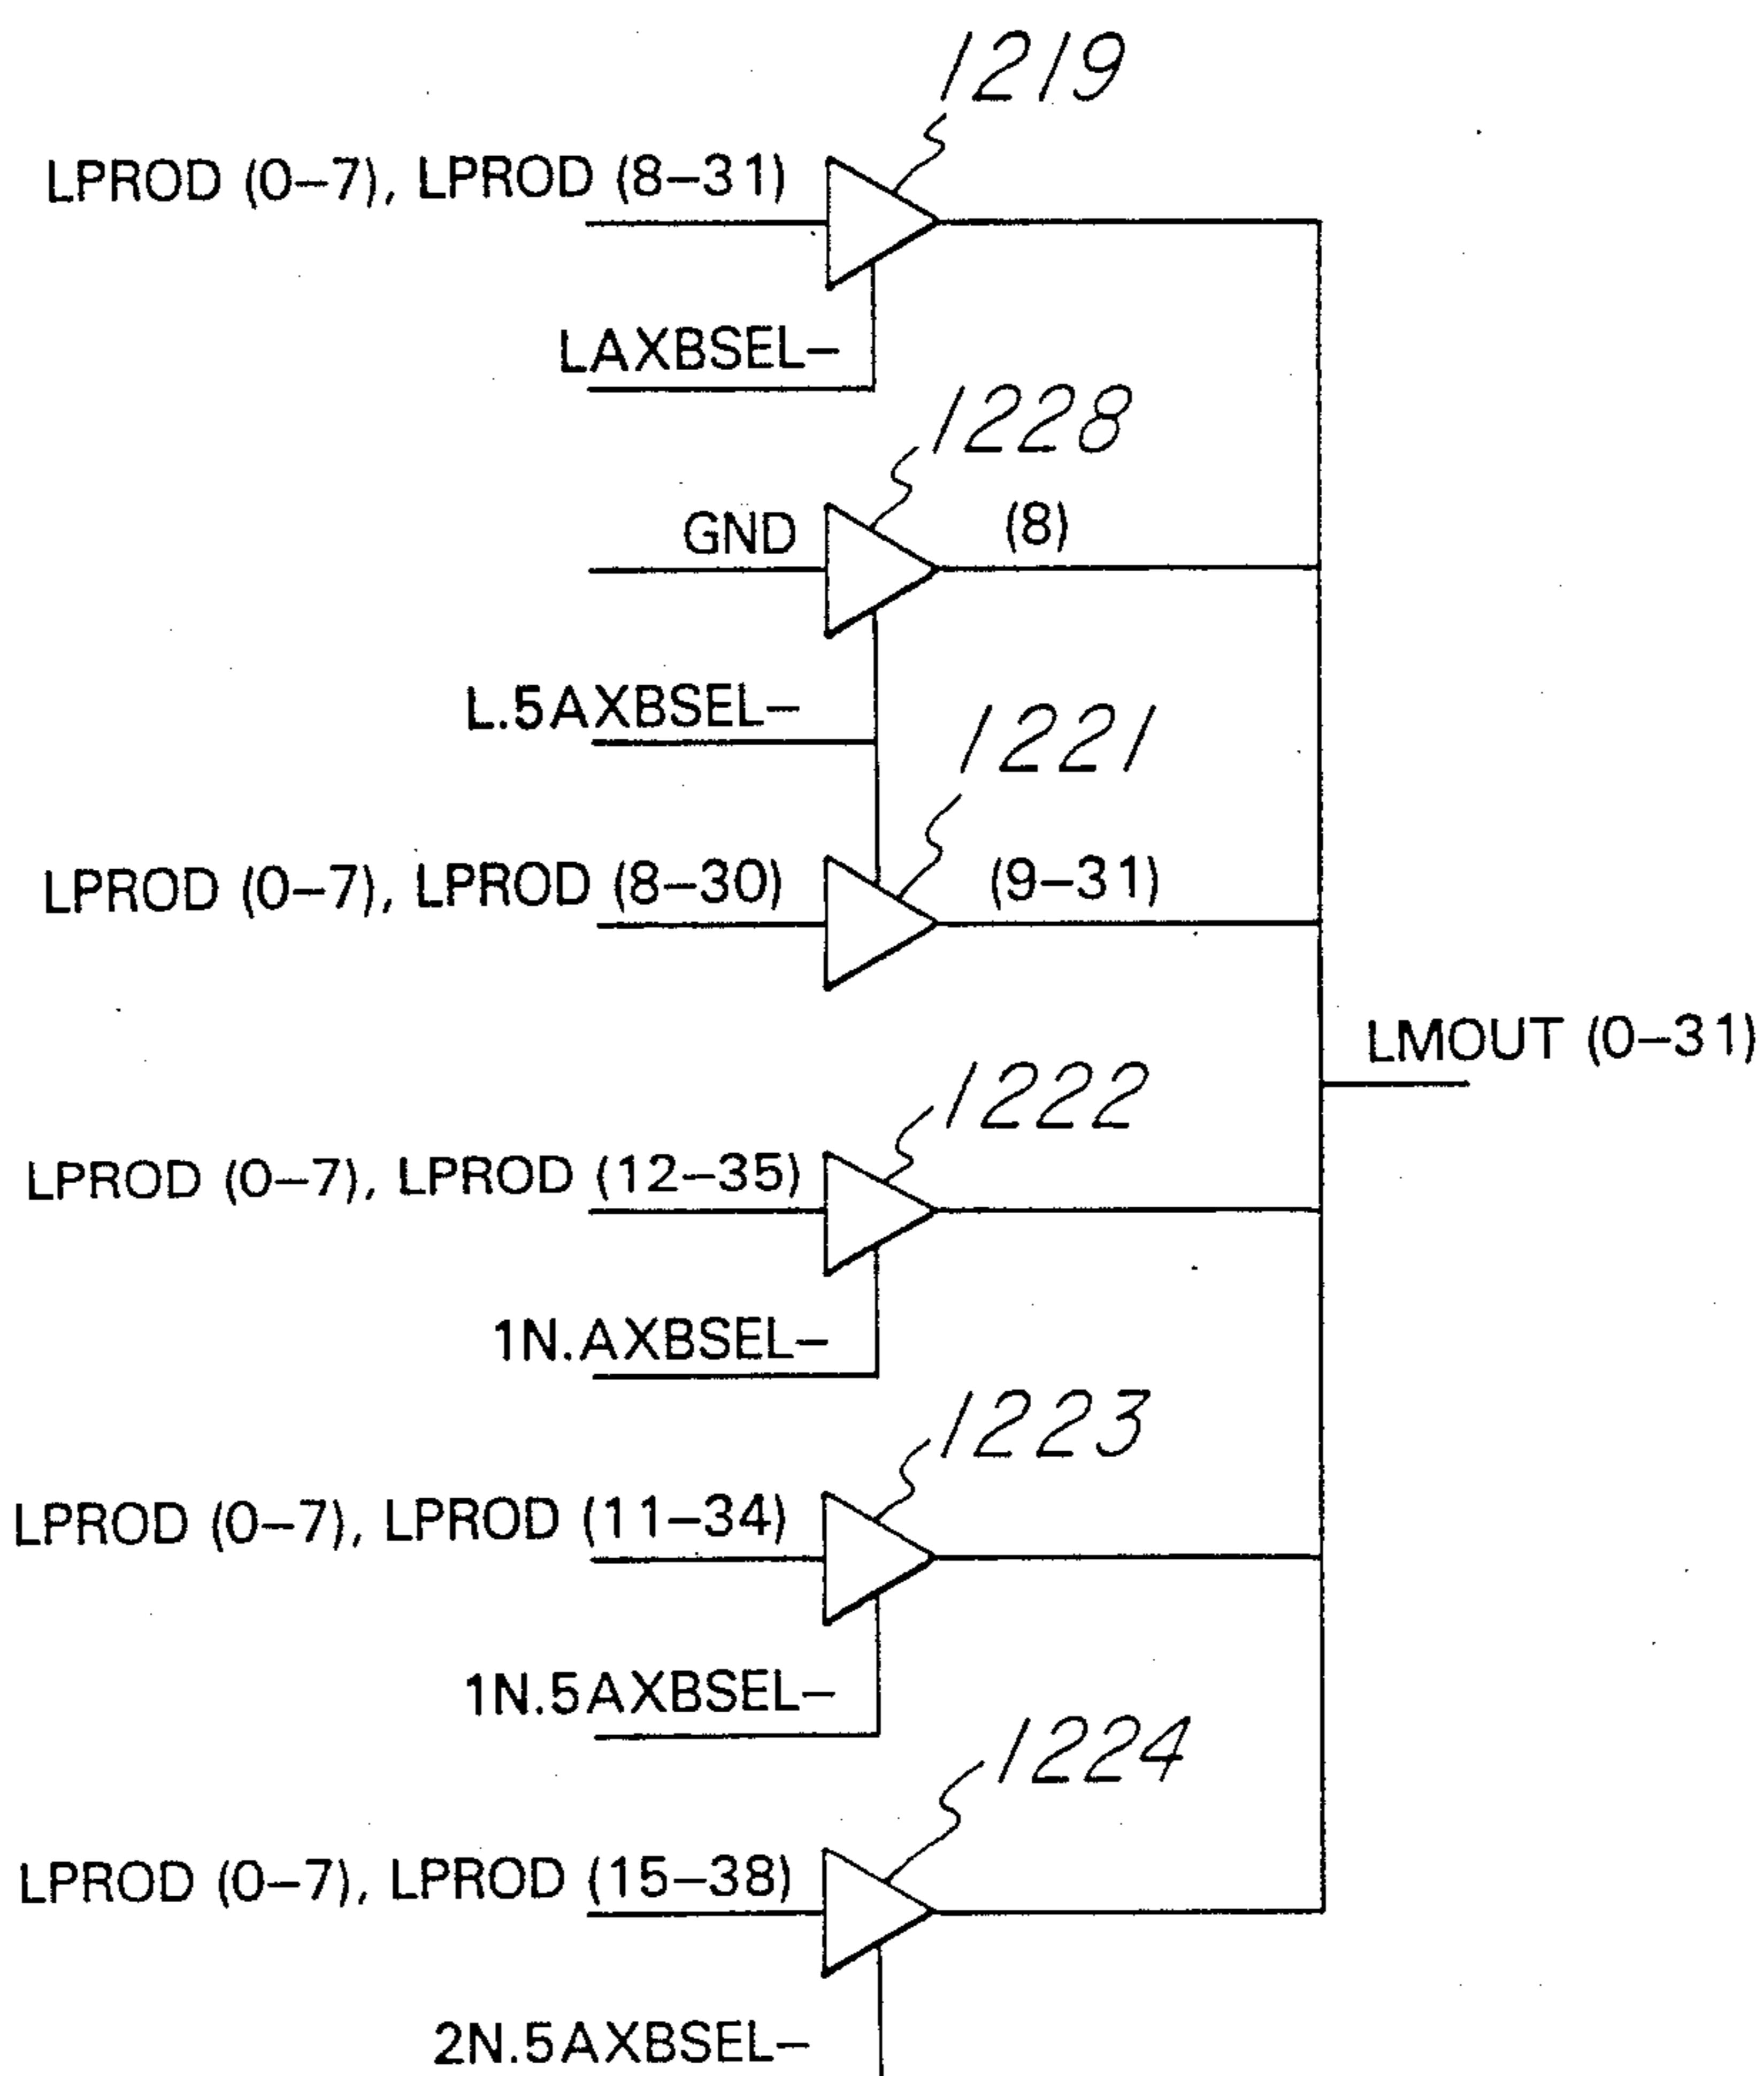 1219
LPROD (0–7), LPROD (8–31)
LAXBSEL–
1228
GND
(8)
L.5AXBSEL–
1221
LPROD (0–7), LPROD (8–30)
(9–31)
LMOUT (0–31)
1222
LPROD (0–7), LPROD (12–35)
1N.AXBSEL–
1223
LPROD (0–7), LPROD (11–34)
1N.5AXBSEL–
1224
LPROD (0–7), LPROD (15–38)
2N.5AXBSEL–